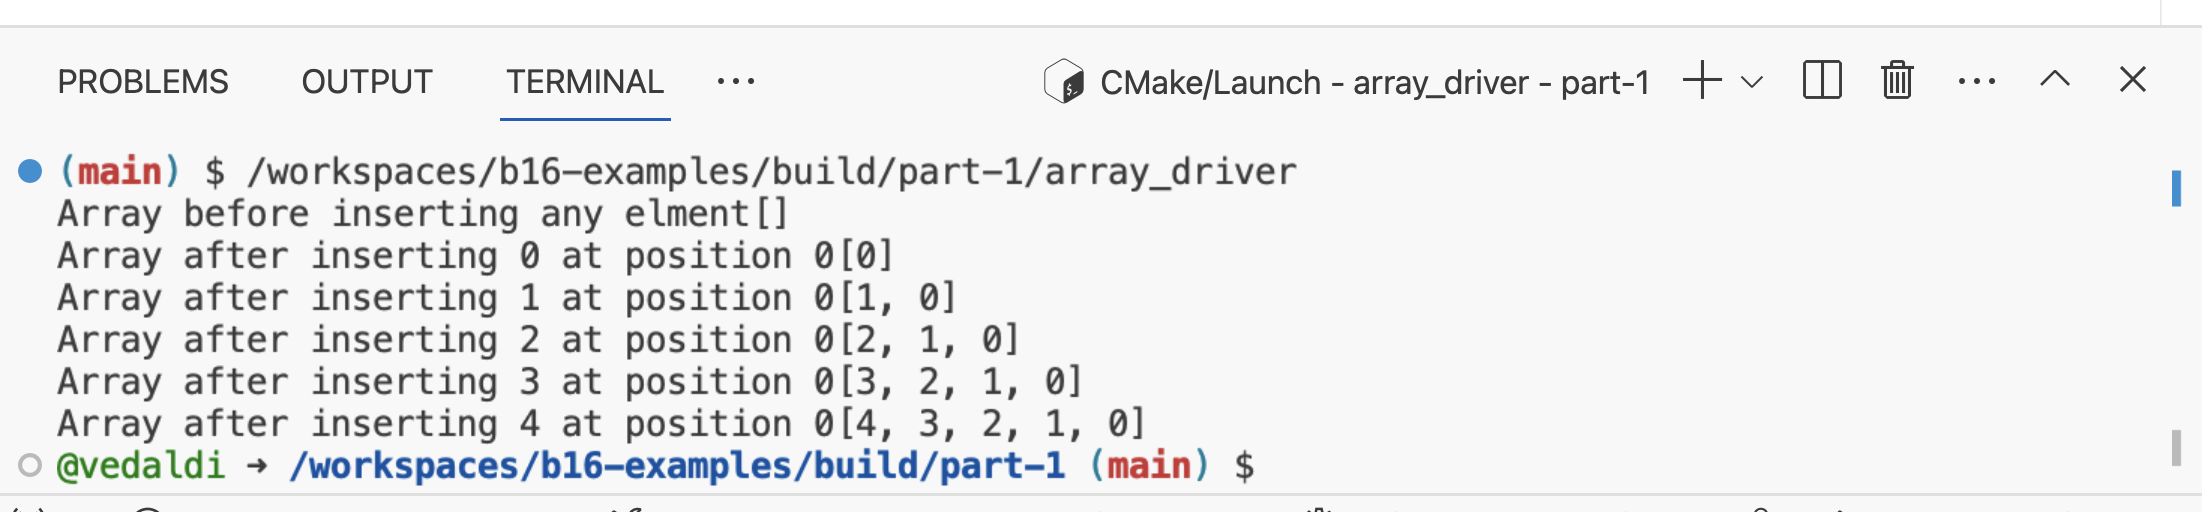 PROBLEMS OUTPUT TERMINAL ··· CMake/Launch - array_driver - part-1
(main) $ /workspaces/b16-examples/build/part-1/array_driver
Array before inserting any elment[]
Array after inserting 0 at position 0[0]
Array after inserting 1 at position 0[1, 0]
Array after inserting 2 at position 0[2, 1, 0]
Array after inserting 3 at position 0[3, 2, 1, 0]
Array after inserting 4 at position 0[4, 3, 2, 1, 0]
@vedaldi → /workspaces/b16-examples/build/part-1 (main) $